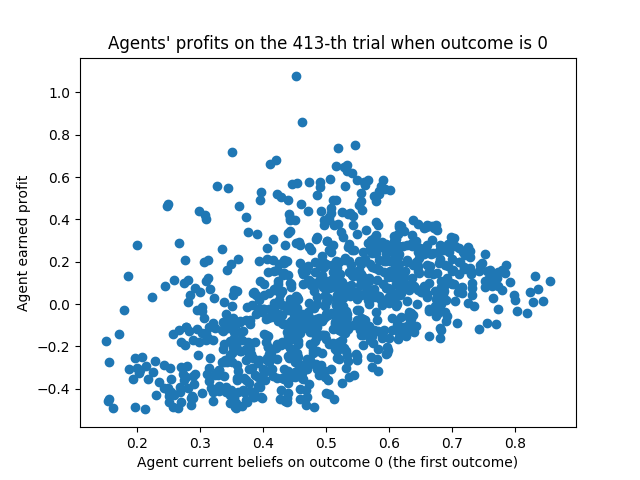 Agents' profits on the 413-th trial when outcome is 0
1.0
0.8
0.6
0.4
0.2
0.0
−0.2
−0.4
Agent earned profit
0.2 0.3 0.4 0.5 0.6 0.7 0.8
Agent current beliefs on outcome 0 (the first outcome)